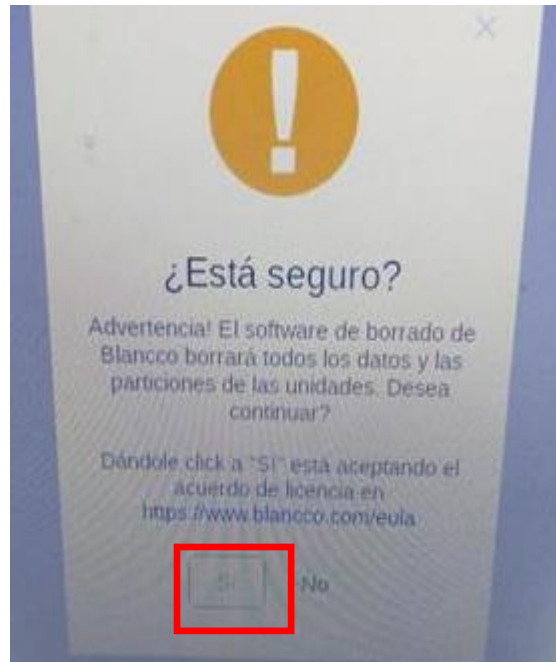 ¿Está seguro?
Advertencia! El software de borrado de
Blancco borrará todos los datos y las
particiones de las unidades. Desea
continuar?
Dándole click a "SI" está aceptando el
acuerdo de licencia en
https://www.blancco.com/eula
Si
No